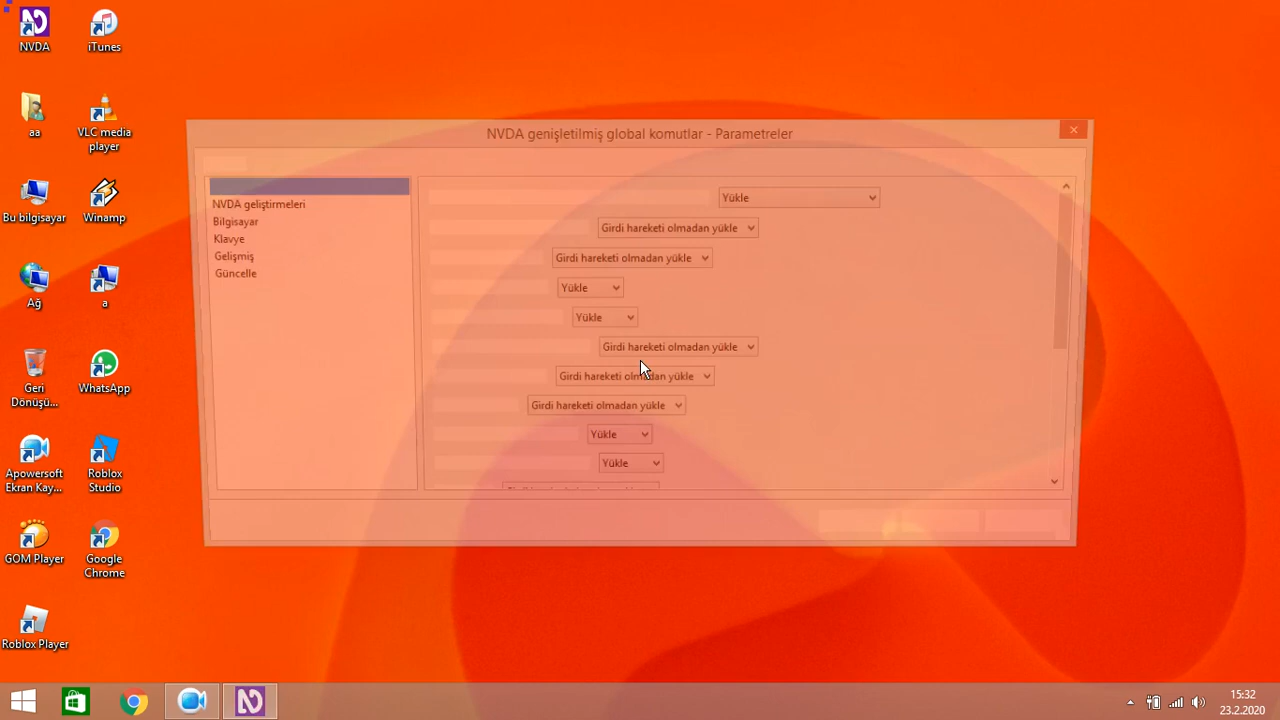 NVDA
iTunes
aa
VLC media
player
Bu bilgisayar
Winamp
Ağ
a
Geri
Dönüşü...
WhatsApp
Apowersoft
Ekran Kay...
Roblox
Studio
GOM Player
Google
Chrome
Roblox Player
NVDA genişletilmiş global komutlar - Parametreler
NVDA geliştirmeleri
Bilgisayar
Klavye
Gelişmiş
Güncelle
Yükle
Girdi hareketi olmadan yükle
Girdi hareketi olmadan yükle
Yükle
Yükle
Girdi hareketi olmadan yükle
Girdi hareketi olmadan yükle
Girdi hareketi olmadan yükle
Yükle
Yükle
15:32
23.2.2020